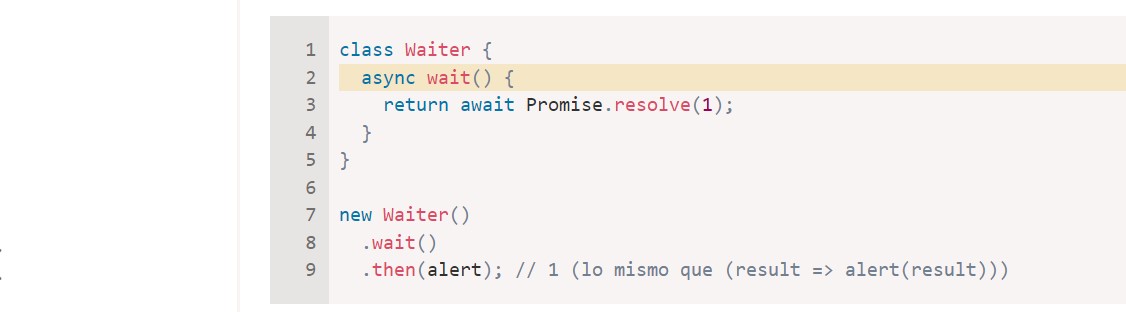 1 class Waiter {
2   async wait() {
3     return await Promise.resolve(1);
4   }
5 }
6
7 new Waiter()
8   .wait()
9   .then(alert); // 1 (lo mismo que (result => alert(result)))